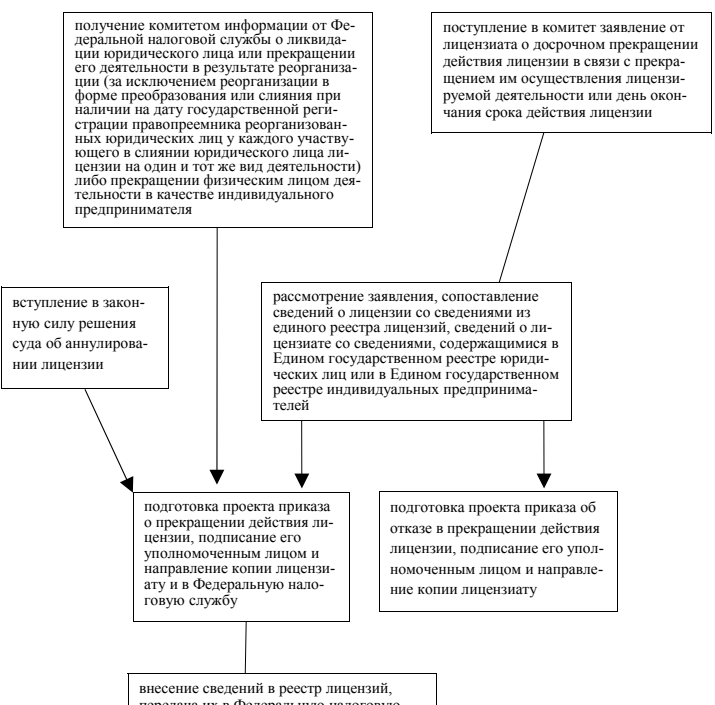 получение комитетом информации от Фе-
деральной налоговой службы о ликвида-
ции юридического лица или прекращении
его деятельности в результате реорганиза-
ции (за исключением реорганизации в
форме преобразования или слияния при
наличии на дату государственной реги-
страции правопреемника реорганизован-
ных юридических лиц у каждого участву-
ющего в слиянии юридического лица ли-
цензии на один и тот же вид деятельности)
либо прекращении физическим лицом дея-
тельности в качестве индивидуального
предпринимателя
поступление в комитет заявление от
лицензиата о досрочном прекращении
действия лицензии в связи с прекра-
щением им осуществления лицензи-
руемой деятельности или день окон-
чания срока действия лицензии
вступление в закон-
ную силу решения
суда об аннулирова-
нии лицензии
рассмотрение заявления, сопоставление
сведений о лицензии со сведениями из
единого реестра лицензий, сведений о ли-
цензиате со сведениями, содержащимися в
Едином государственном реестре юриди-
ческих лиц или в Едином государственном
реестре индивидуальных предпринима-
телей
подготовка проекта приказа
о прекращении действия ли-
цензии, подписание его
уполномоченным лицом и
направление копии лицензи-
ату и в Федеральную нало-
говую службу
подготовка проекта приказа об
отказе в прекращении действия
лицензии, подписание его упол-
номоченным лицом и направле-
ние копии лицензиату
внесение сведений в реестр лицензий,
передача их в Федеральную налоговую